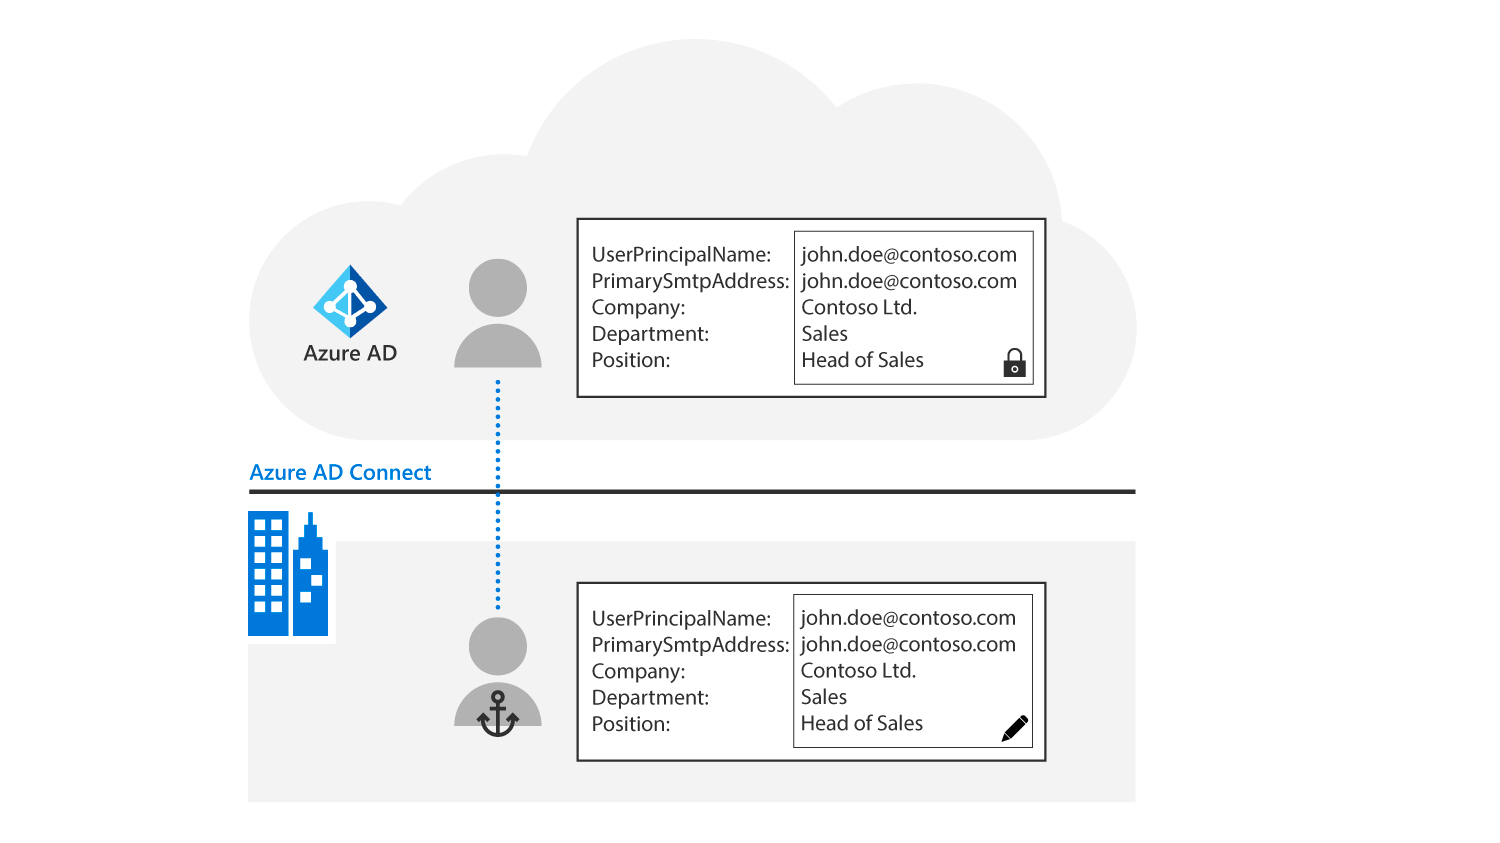 UserPrincipalName: john.doe@contoso.com
PrimarySmtpAddress: john.doe@contoso.com
Company: Contoso Ltd.
Department: Sales
Position: Head of Sales
Azure AD
Azure AD Connect
UserPrincipalName: john.doe@contoso.com
PrimarySmtpAddress: john.doe@contoso.com
Company: Contoso Ltd.
Department: Sales
Position: Head of Sales